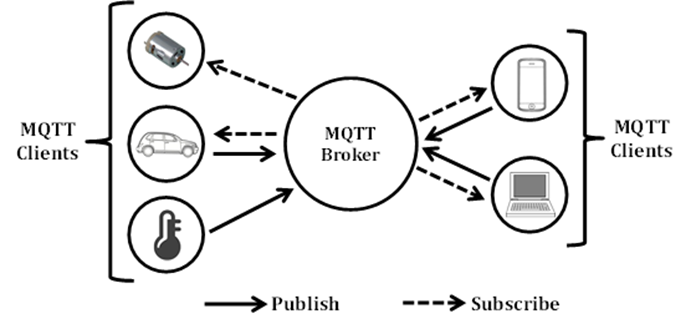 MQTT
Clients
MQTT
Broker
MQTT
Clients
Publish
Subscribe